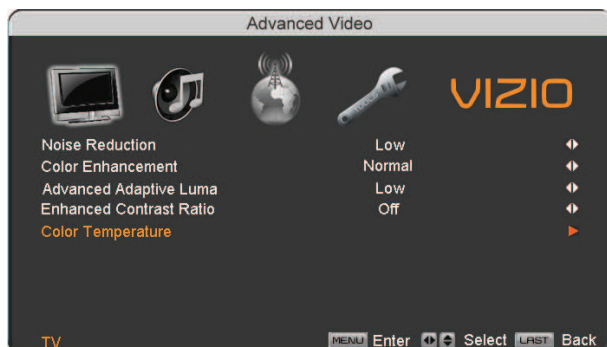 Advanced Video
VIZIO
Noise Reduction Low
Color Enhancement Normal
Advanced Adaptive Luma Low
Enhanced Contrast Ratio Off
Color Temperature
TV MENU Enter Select LAST Back